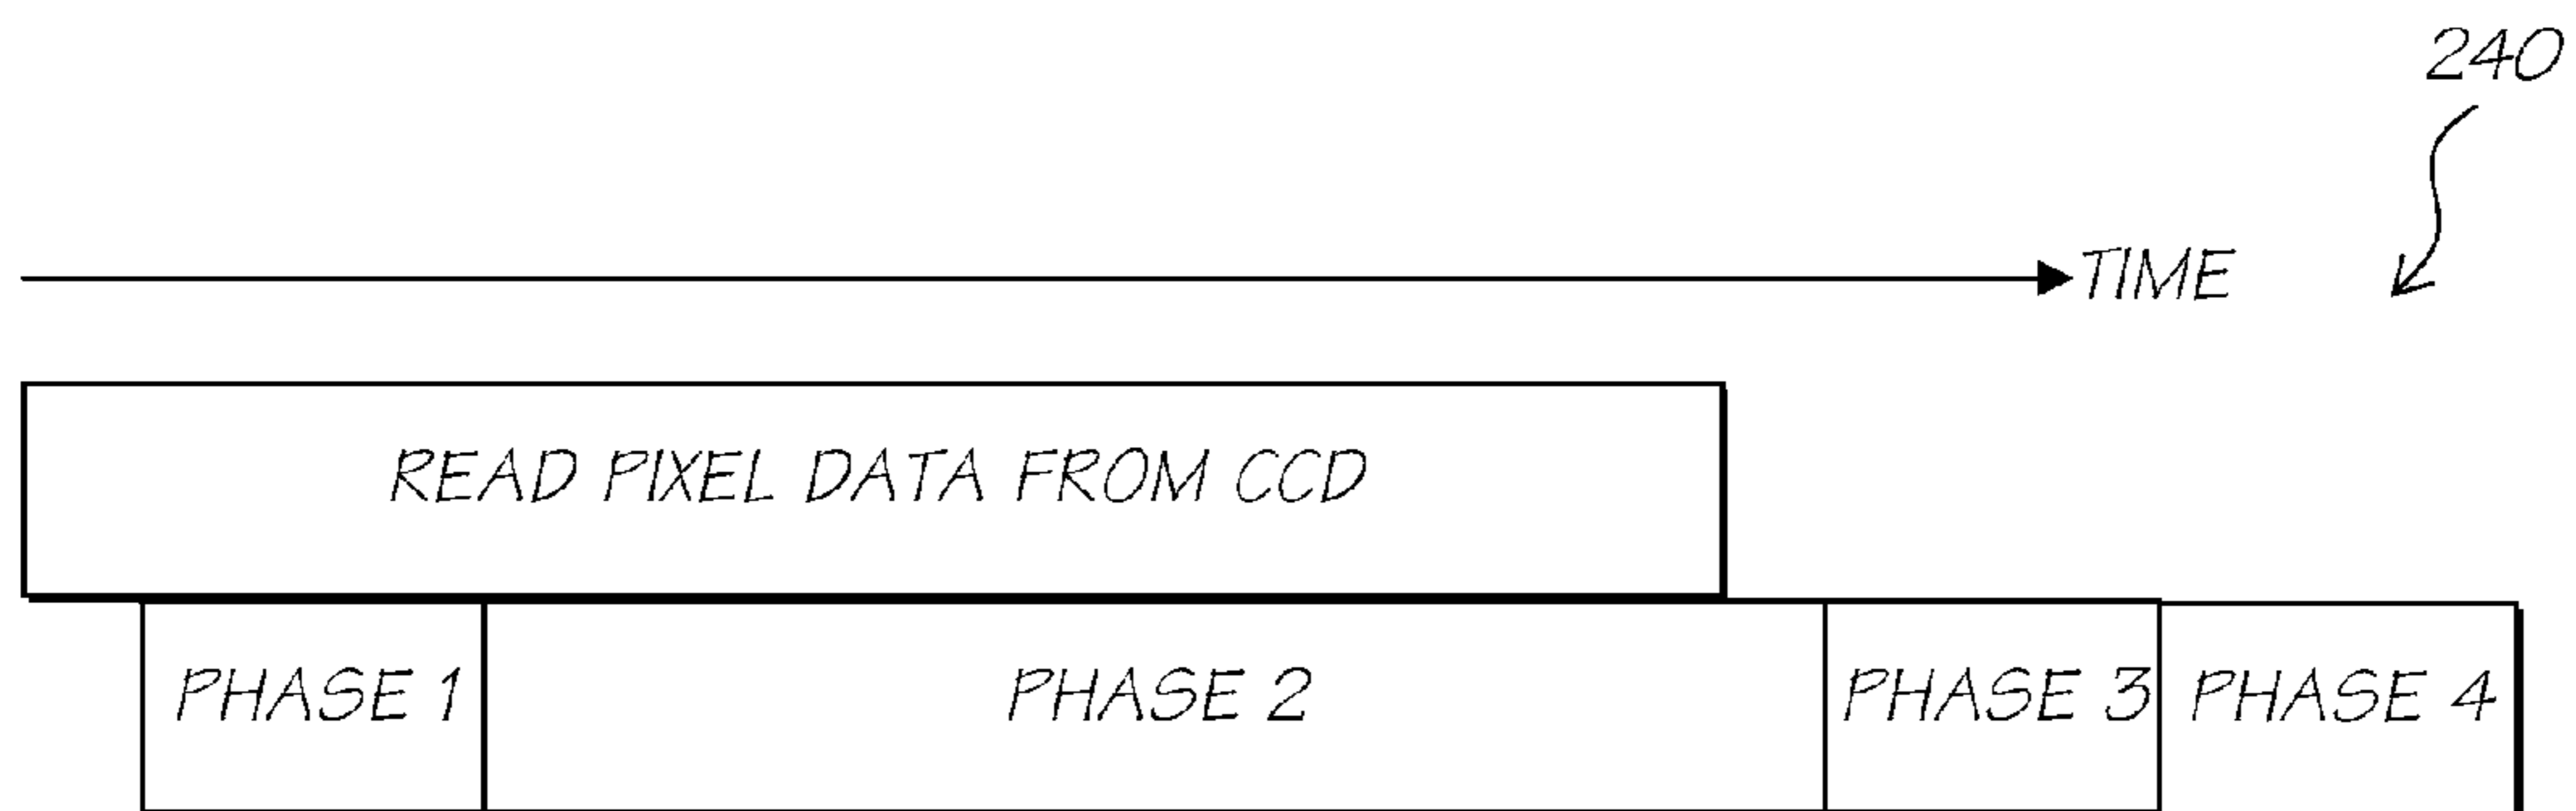 240
TIME
READ PIXEL DATA FROM CCD
PHASE 1 PHASE 2 PHASE 3 PHASE 4